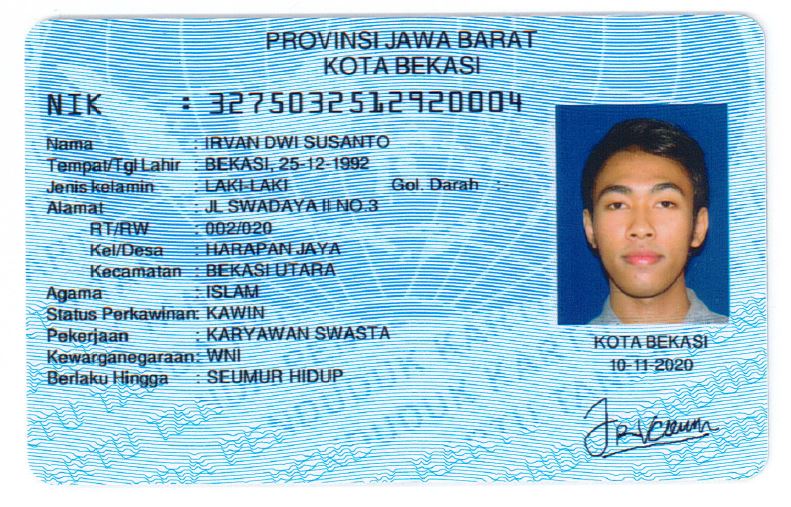 PROVINSI JAWA BARAT
KOTA BEKASI
NIK : 3275032512920004
Nama : IRVAN DWI SUSANTO
Tempat/Tgl Lahir : BEKASI, 25-12-1992
Jenis kelamin : LAKI-LAKI Gol. Darah :
Alamat : JL SWADAYA II NO.3
RT/RW : 002/020
Kel/Desa : HARAPAN JAYA
Kecamatan : BEKASI UTARA
Agama : ISLAM
Status Perkawinan: KAWIN
Pekerjaan : KARYAWAN SWASTA
Kewarganegaraan: WNI
Berlaku Hingga : SEUMUR HIDUP
KOTA BEKASI
10-11-2020